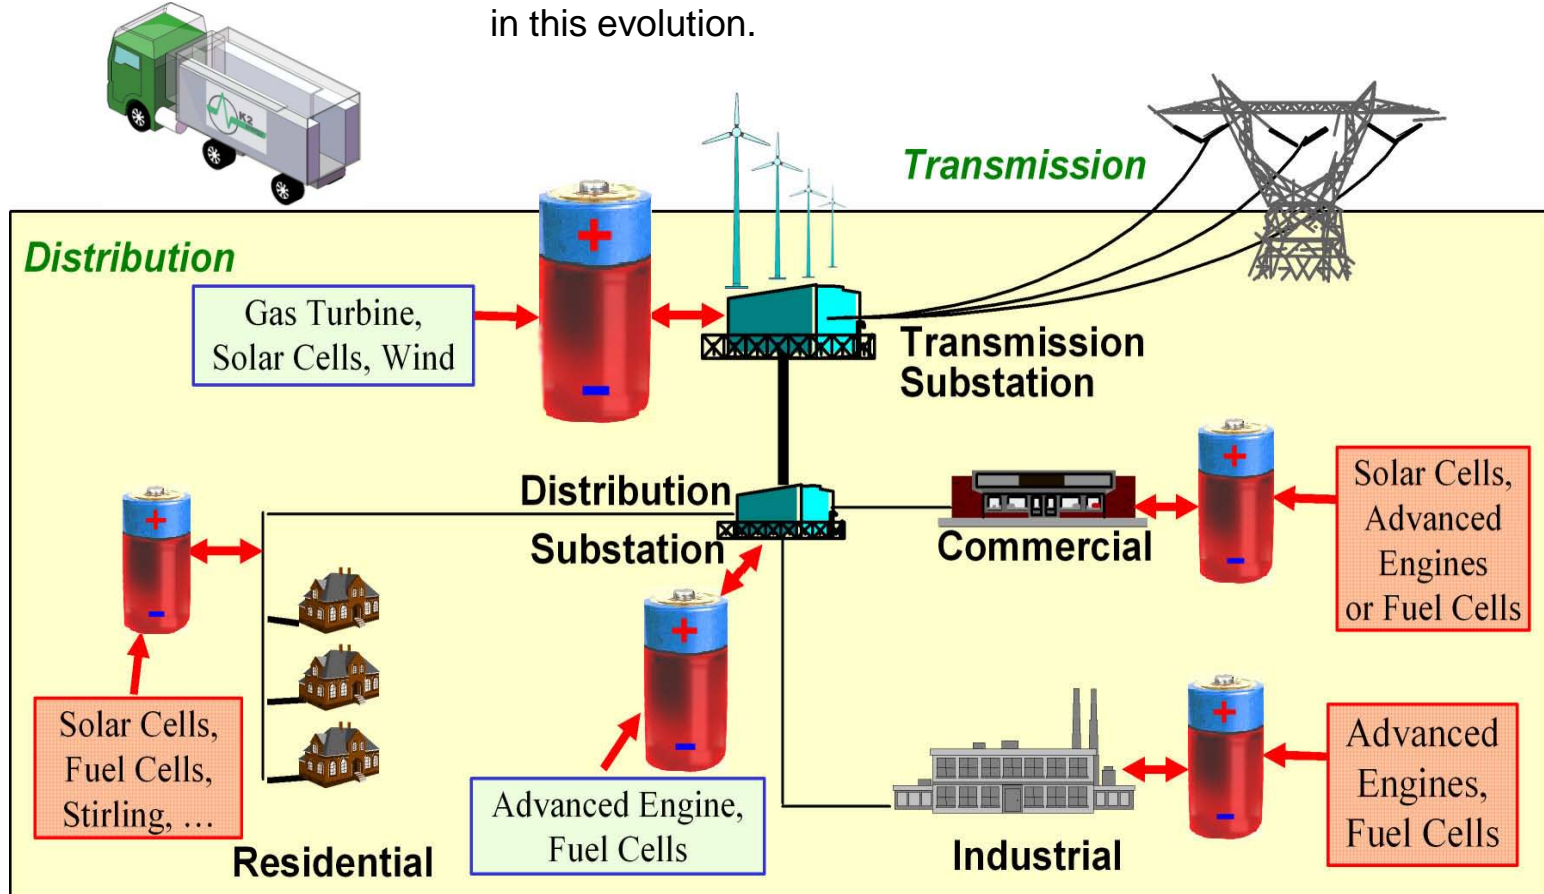 in this evolution.
K2
Transmission
Distribution
Gas Turbine,
Solar Cells, Wind
+
-
Transmission
Substation
Distribution
Substation
+
-
Commercial
+
-
Solar Cells,
Advanced
Engines
or Fuel Cells
+
-
Solar Cells,
Fuel Cells,
Stirling, …
Residential
Advanced Engine,
Fuel Cells
Industrial
+
-
Advanced
Engines,
Fuel Cells